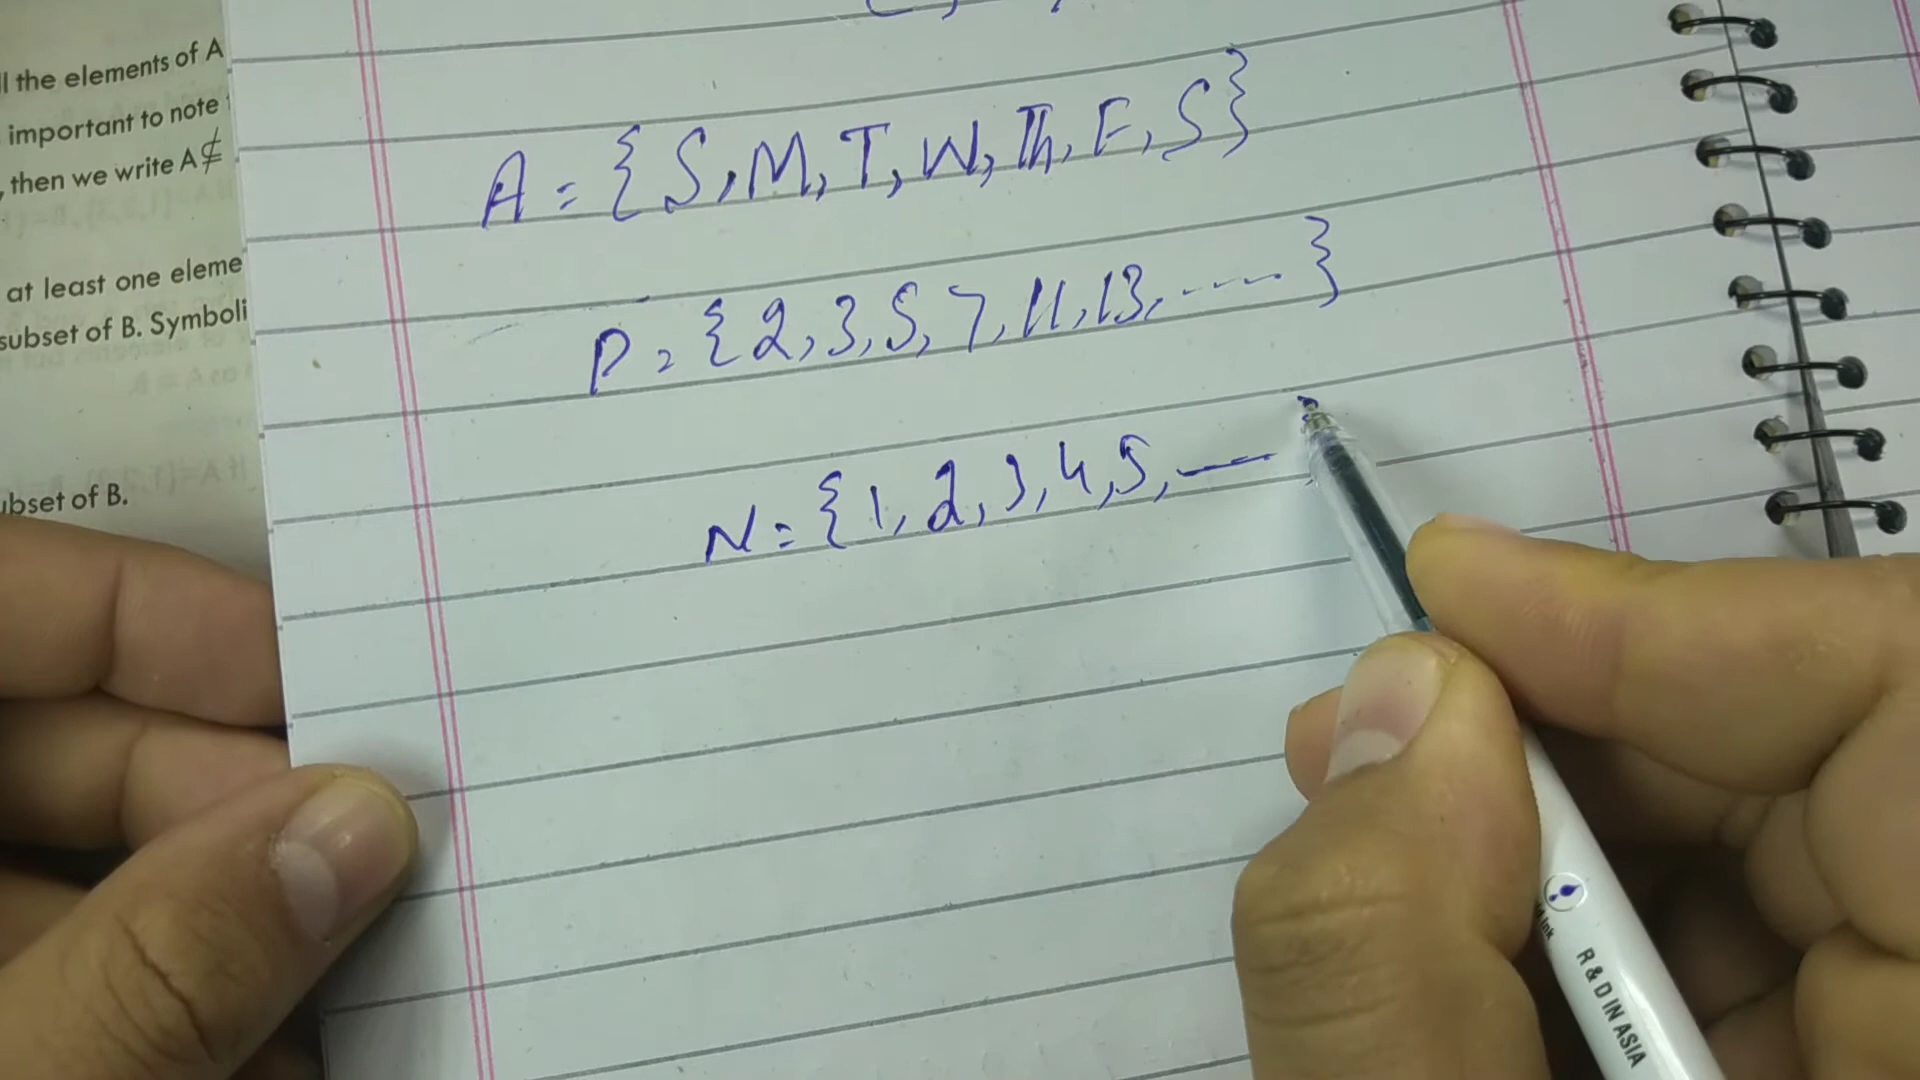 ll the elements of A
important to note
, then we write A⊈
at least one eleme
subset of B. Symboli
ubset of B.
A = {S, M, T, W, Th, F, S}
P = {2, 3, 5, 7, 11, 13, ..... }
N = {1, 2, 3, 4, 5, —
R & D IN ASIA